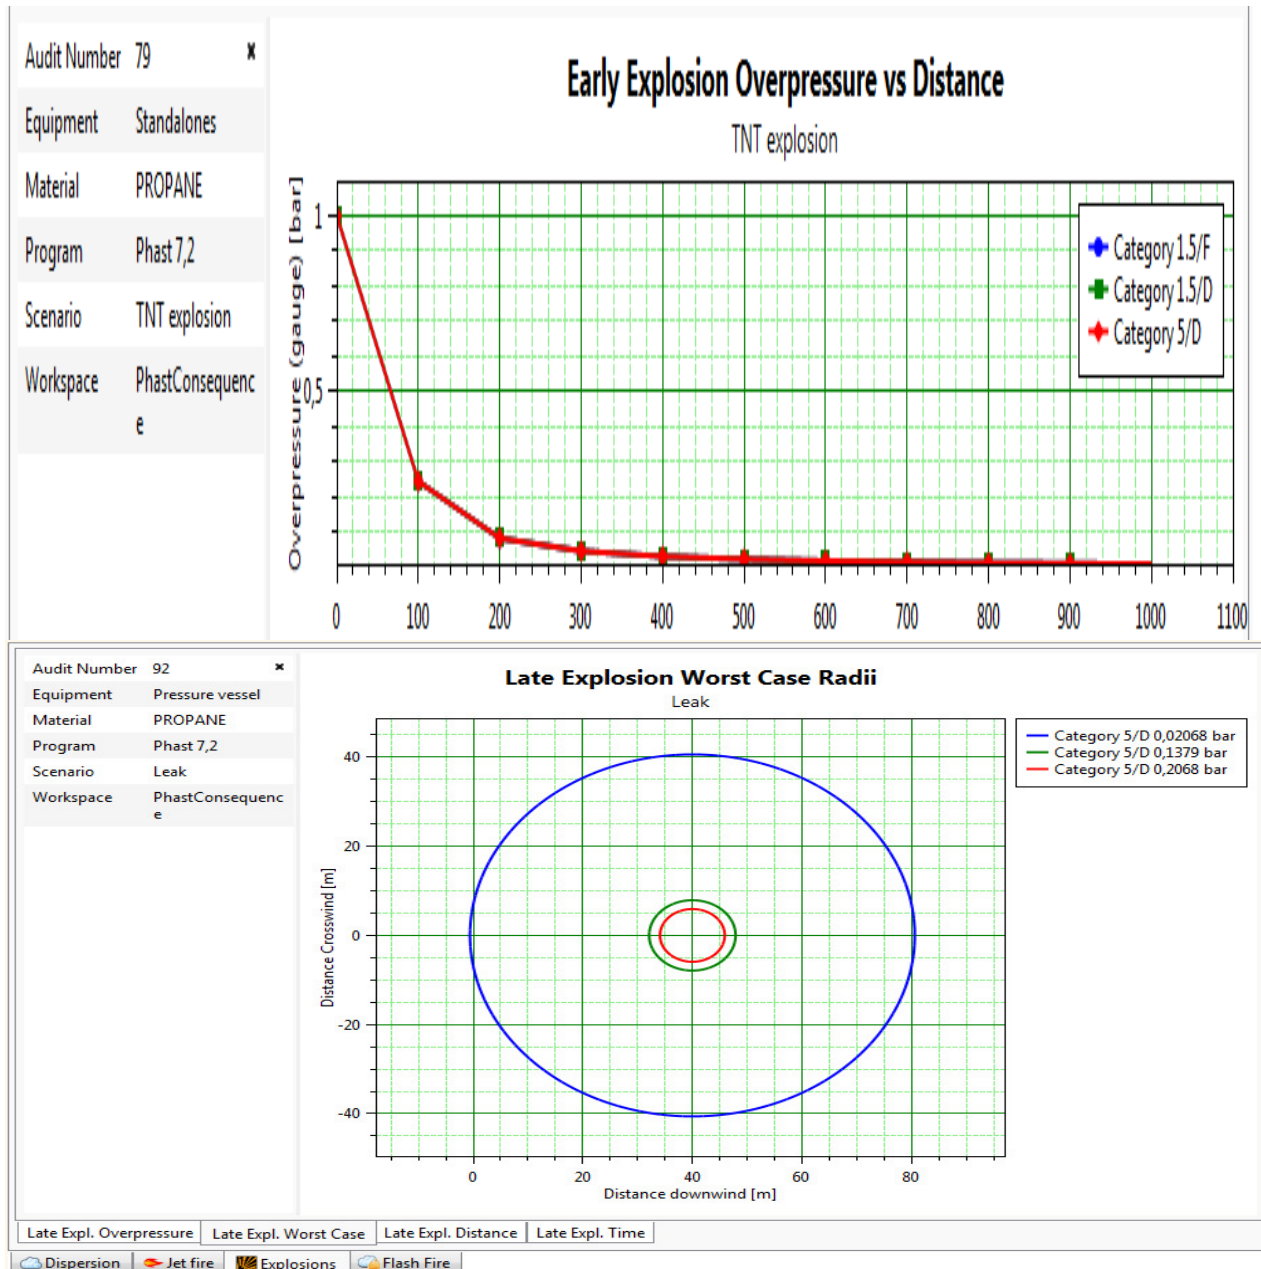 Audit Number 79 ×
Equipment Standalones
Material PROPANE
Program Phast 7,2
Scenario TNT explosion
Workspace PhastConsequenc
e
Early Explosion Overpressure vs Distance
TNT explosion
Overpressure (gauge) [bar]
1
0,5
Category 1.5/F
Category 1.5/D
Category 5/D
0 100 200 300 400 500 600 700 800 900 1000 1100
Audit Number 92 ×
Equipment Pressure vessel
Material PROPANE
Program Phast 7,2
Scenario Leak
Workspace PhastConsequenc
e
Late Explosion Worst Case Radii
Leak
Distance Crosswind [m]
40
20
0
-20
-40
0 20 40 60 80
Distance downwind [m]
Category 5/D 0,02068 bar
Category 5/D 0,1379 bar
Category 5/D 0,2068 bar
Late Expl. Overpressure Late Expl. Worst Case Late Expl. Distance Late Expl. Time
Dispersion Jet fire Explosions Flash Fire